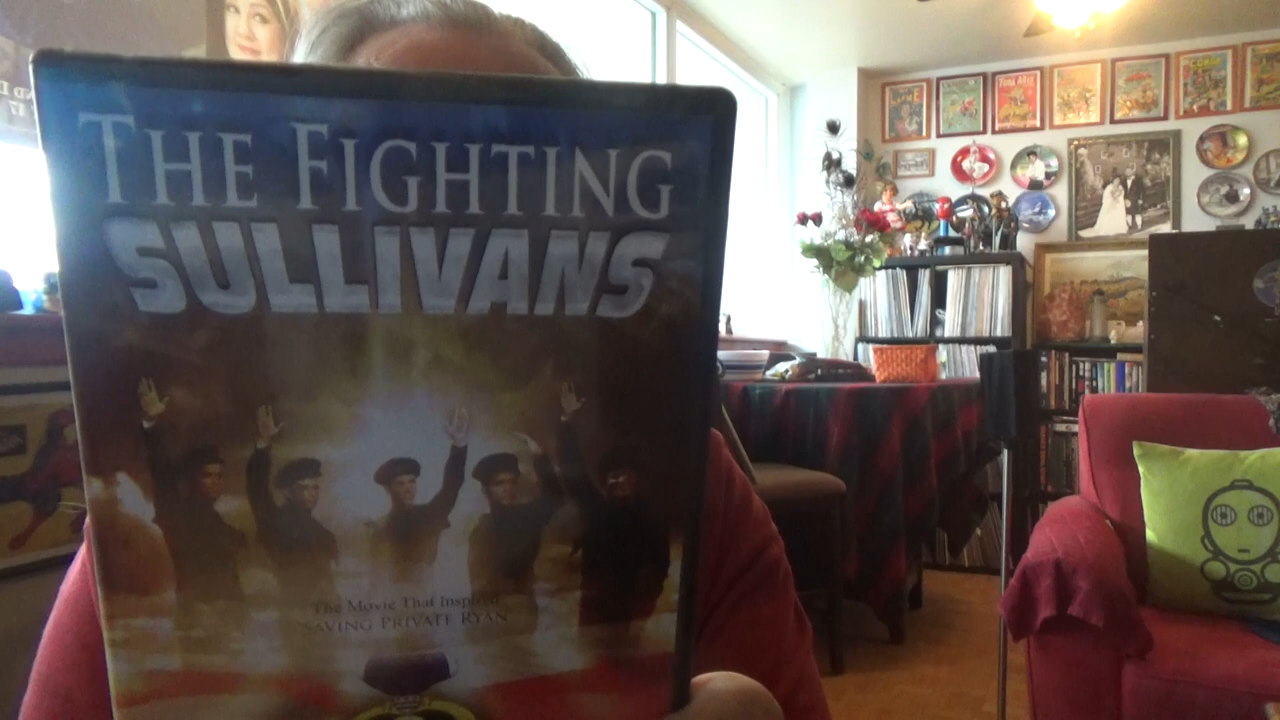 THE FIGHTING
SULLIVANS
The Movie That Inspired
SAVING PRIVATE RYAN